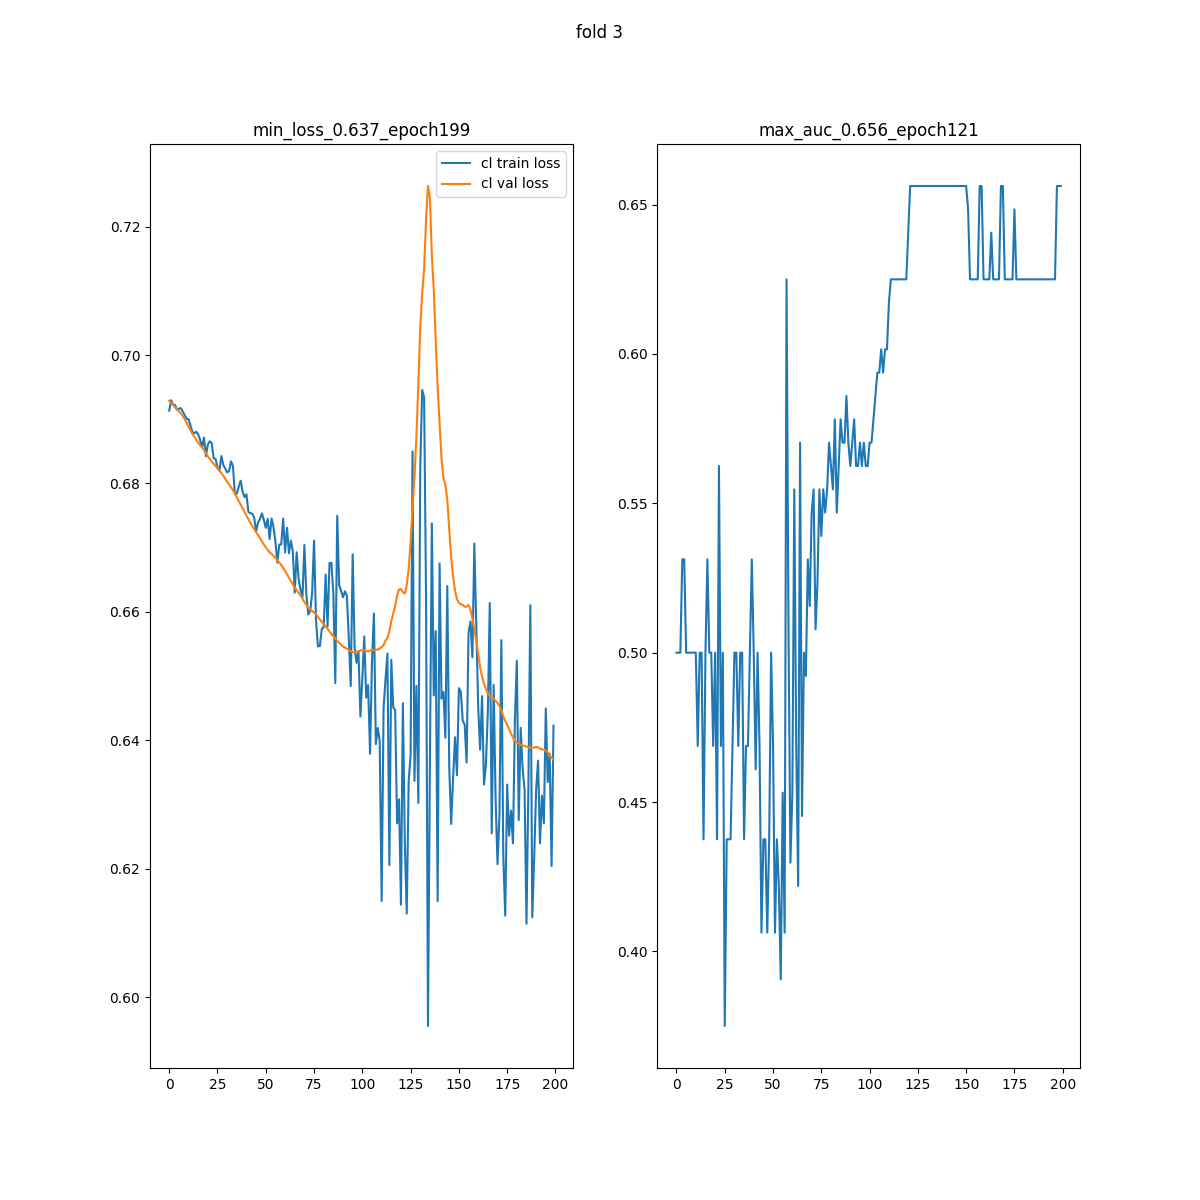 fold 3
min_loss_0.637_epoch199
cl train loss
cl val loss
0.72
0.70
0.68
0.66
0.64
0.62
0.60
0 25 50 75 100 125 150 175 200
max_auc_0.656_epoch121
0.65
0.60
0.55
0.50
0.45
0.40
0 25 50 75 100 125 150 175 200